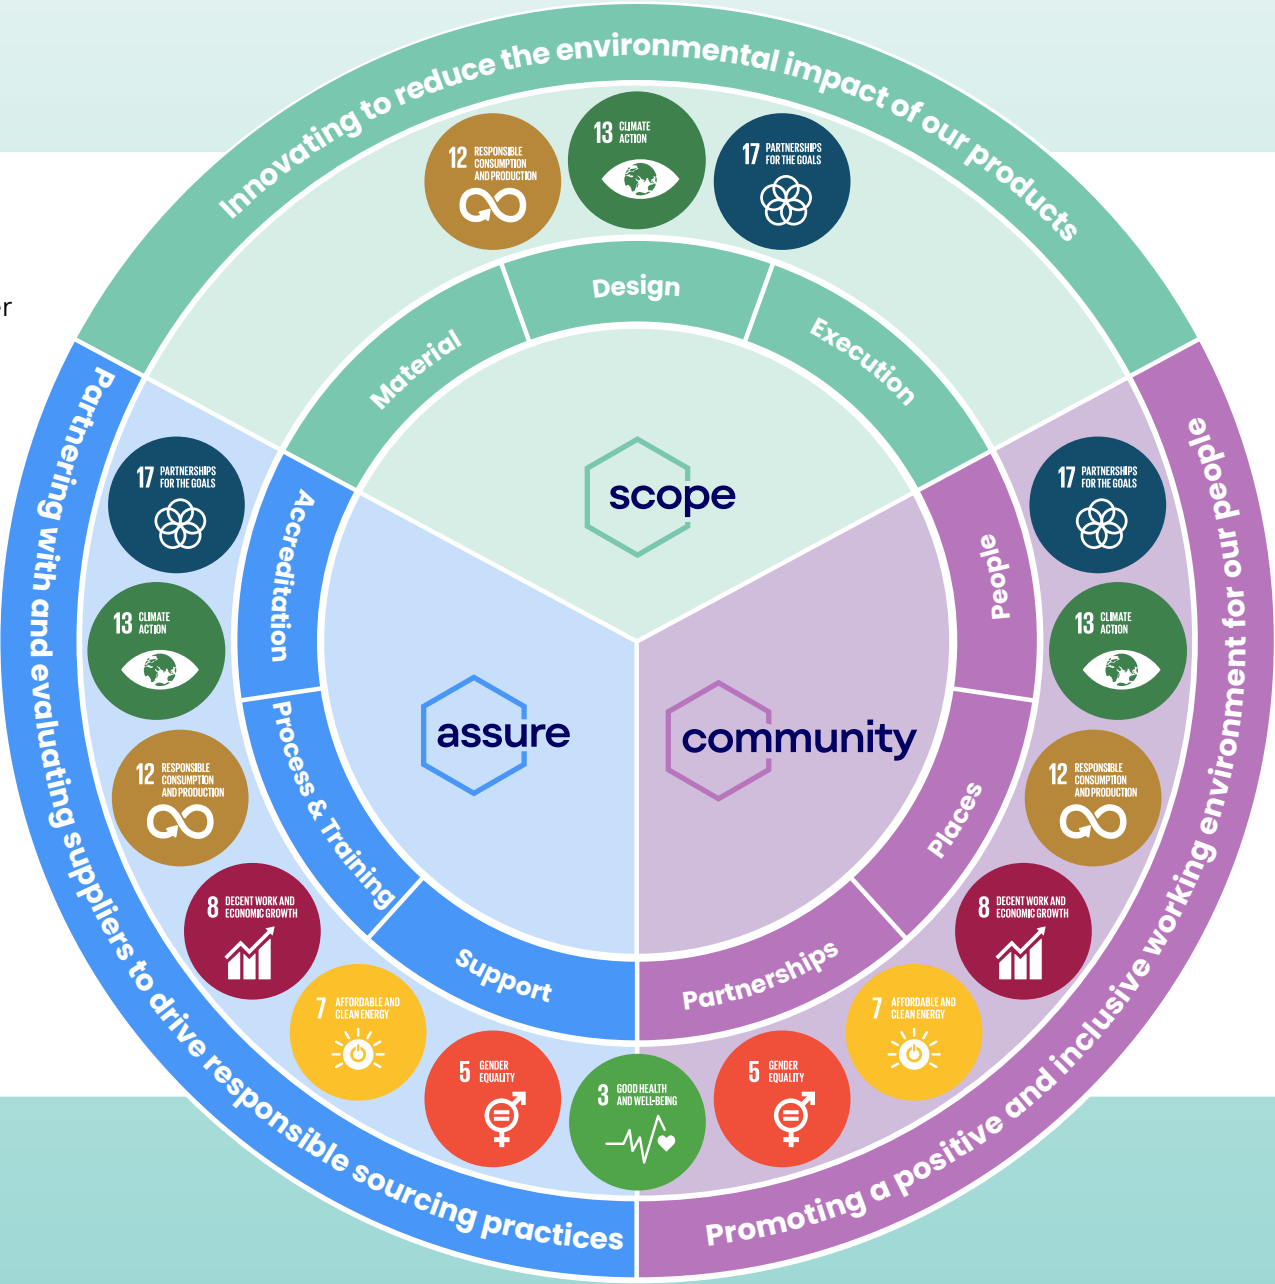 Innovating to reduce the environmental impact of our products
12 RESPONSIBLE
CONSUMPTION
AND PRODUCTION
13 CLIMATE
ACTION
17 PARTNERSHIPS
FOR THE GOALS
Material
Design
Execution
scope
Partnering with and evaluating suppliers to drive responsible sourcing practices
17 PARTNERSHIPS
FOR THE GOALS
13 CLIMATE
ACTION
12 RESPONSIBLE
CONSUMPTION
AND PRODUCTION
8 DECENT WORK AND
ECONOMIC GROWTH
7 AFFORDABLE AND
CLEAN ENERGY
5 GENDER
EQUALITY
3 GOOD HEALTH
AND WELL-BEING
Accreditation
Process & Training
Support
assure
Promoting a positive and inclusive working environment for our people
17 PARTNERSHIPS
FOR THE GOALS
13 CLIMATE
ACTION
12 RESPONSIBLE
CONSUMPTION
AND PRODUCTION
8 DECENT WORK AND
ECONOMIC GROWTH
7 AFFORDABLE AND
CLEAN ENERGY
5 GENDER
EQUALITY
People
Places
Partnerships
community